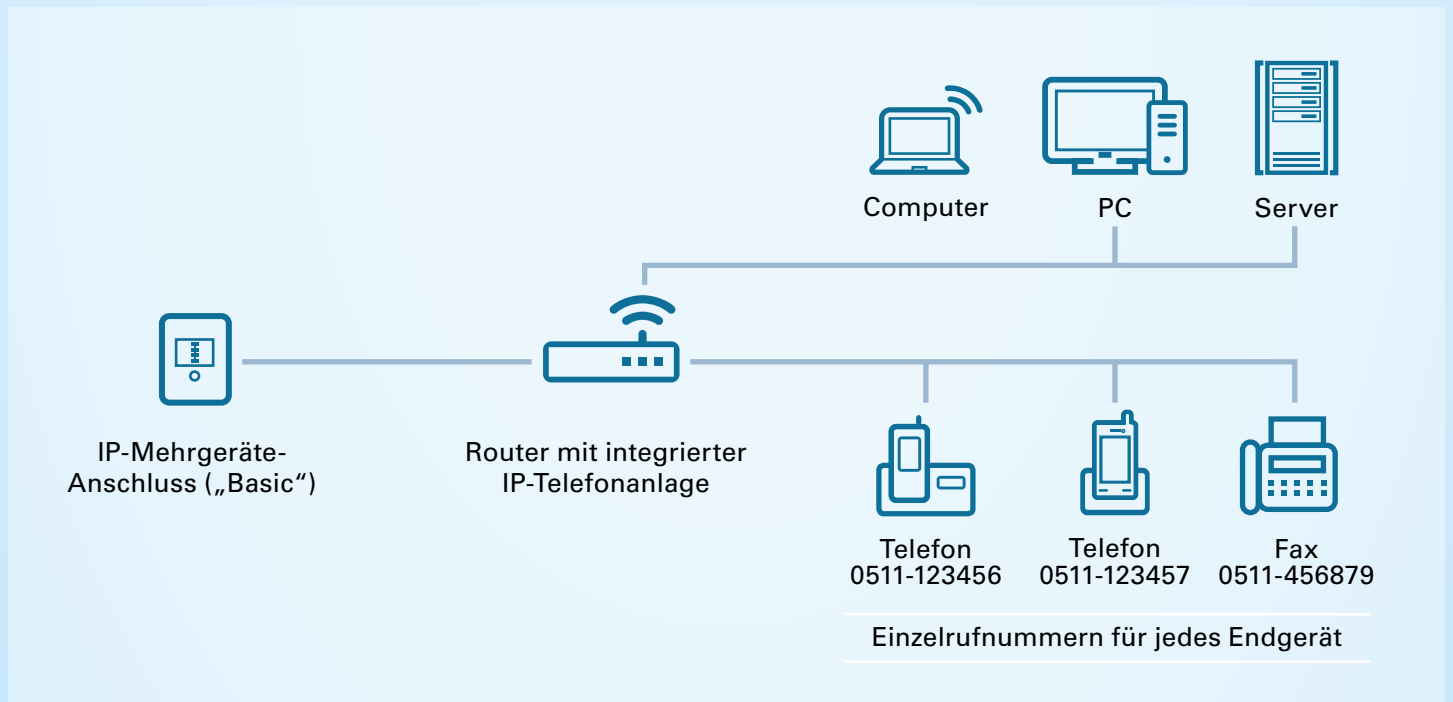 Computer
PC
Server
IP-Mehrgeräte-
Anschluss („Basic“)
Router mit integrierter
IP-Telefonanlage
Telefon
0511-123456
Telefon
0511-123457
Fax
0511-456879
Einzelrufnummern für jedes Endgerät